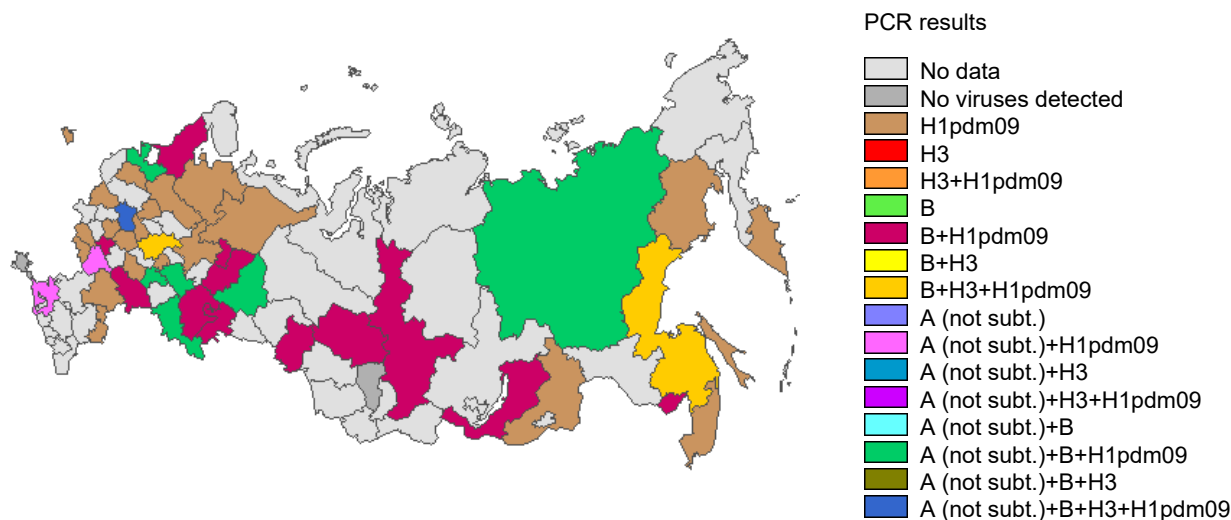 PCR results
No data
No viruses detected
H1pdm09
H3
H3+H1pdm09
B
B+H1pdm09
B+H3
B+H3+H1pdm09
A (not subt.)
A (not subt.)+H1pdm09
A (not subt.)+H3
A (not subt.)+H3+H1pdm09
A (not subt.)+B
A (not subt.)+B+H1pdm09
A (not subt.)+B+H3
A (not subt.)+B+H3+H1pdm09